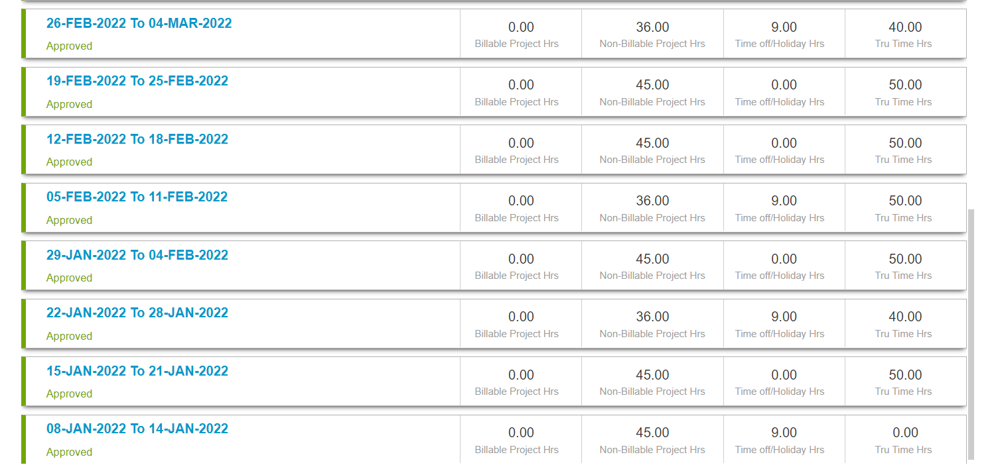 26-FEB-2022 To 04-MAR-2022
Approved
0.00 36.00 9.00 40.00
Billable Project Hrs Non-Billable Project Hrs Time off/Holiday Hrs Tru Time Hrs
19-FEB-2022 To 25-FEB-2022
Approved
0.00 45.00 0.00 50.00
Billable Project Hrs Non-Billable Project Hrs Time off/Holiday Hrs Tru Time Hrs
12-FEB-2022 To 18-FEB-2022
Approved
0.00 45.00 0.00 50.00
Billable Project Hrs Non-Billable Project Hrs Time off/Holiday Hrs Tru Time Hrs
05-FEB-2022 To 11-FEB-2022
Approved
0.00 36.00 9.00 50.00
Billable Project Hrs Non-Billable Project Hrs Time off/Holiday Hrs Tru Time Hrs
29-JAN-2022 To 04-FEB-2022
Approved
0.00 45.00 0.00 50.00
Billable Project Hrs Non-Billable Project Hrs Time off/Holiday Hrs Tru Time Hrs
22-JAN-2022 To 28-JAN-2022
Approved
0.00 36.00 9.00 40.00
Billable Project Hrs Non-Billable Project Hrs Time off/Holiday Hrs Tru Time Hrs
15-JAN-2022 To 21-JAN-2022
Approved
0.00 45.00 0.00 50.00
Billable Project Hrs Non-Billable Project Hrs Time off/Holiday Hrs Tru Time Hrs
08-JAN-2022 To 14-JAN-2022
Approved
0.00 45.00 9.00 0.00
Billable Project Hrs Non-Billable Project Hrs Time off/Holiday Hrs Tru Time Hrs